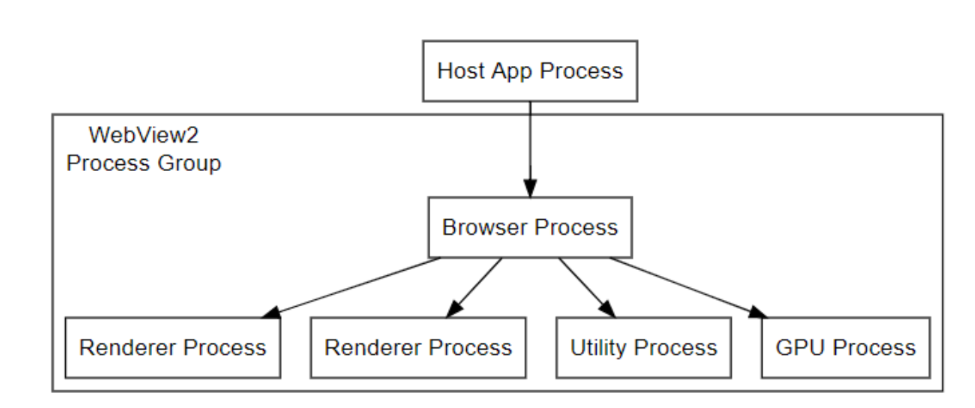 Host App Process
WebView2
Process Group
Browser Process
Renderer Process
Renderer Process
Utility Process
GPU Process